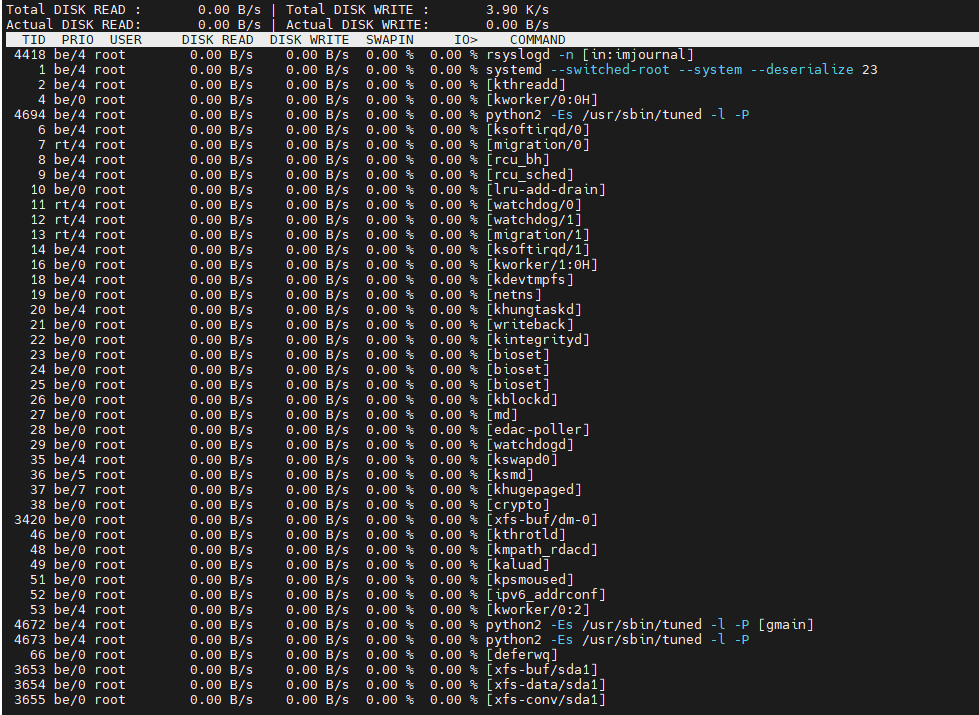 Total DISK READ :       0.00 B/s | Total DISK WRITE :       3.90 K/s
Actual DISK READ:       0.00 B/s | Actual DISK WRITE:       0.00 B/s
  TID  PRIO  USER     DISK READ  DISK WRITE  SWAPIN     IO>    COMMAND
 4418 be/4 root        0.00 B/s    0.00 B/s  0.00 %  0.00 % rsyslogd -n [in:imjournal]
    1 be/4 root        0.00 B/s    0.00 B/s  0.00 %  0.00 % systemd --switched-root --system --deserialize 23
    2 be/4 root        0.00 B/s    0.00 B/s  0.00 %  0.00 % [kthreadd]
    4 be/0 root        0.00 B/s    0.00 B/s  0.00 %  0.00 % [kworker/0:0H]
 4694 be/4 root        0.00 B/s    0.00 B/s  0.00 %  0.00 % python2 -Es /usr/sbin/tuned -l -P
    6 be/4 root        0.00 B/s    0.00 B/s  0.00 %  0.00 % [ksoftirqd/0]
    7 rt/4 root        0.00 B/s    0.00 B/s  0.00 %  0.00 % [migration/0]
    8 be/4 root        0.00 B/s    0.00 B/s  0.00 %  0.00 % [rcu_bh]
    9 be/4 root        0.00 B/s    0.00 B/s  0.00 %  0.00 % [rcu_sched]
   10 be/0 root        0.00 B/s    0.00 B/s  0.00 %  0.00 % [lru-add-drain]
   11 rt/4 root        0.00 B/s    0.00 B/s  0.00 %  0.00 % [watchdog/0]
   12 rt/4 root        0.00 B/s    0.00 B/s  0.00 %  0.00 % [watchdog/1]
   13 rt/4 root        0.00 B/s    0.00 B/s  0.00 %  0.00 % [migration/1]
   14 be/4 root        0.00 B/s    0.00 B/s  0.00 %  0.00 % [ksoftirqd/1]
   16 be/0 root        0.00 B/s    0.00 B/s  0.00 %  0.00 % [kworker/1:0H]
   18 be/4 root        0.00 B/s    0.00 B/s  0.00 %  0.00 % [kdevtmpfs]
   19 be/0 root        0.00 B/s    0.00 B/s  0.00 %  0.00 % [netns]
   20 be/4 root        0.00 B/s    0.00 B/s  0.00 %  0.00 % [khungtaskd]
   21 be/0 root        0.00 B/s    0.00 B/s  0.00 %  0.00 % [writeback]
   22 be/0 root        0.00 B/s    0.00 B/s  0.00 %  0.00 % [kintegrityd]
   23 be/0 root        0.00 B/s    0.00 B/s  0.00 %  0.00 % [bioset]
   24 be/0 root        0.00 B/s    0.00 B/s  0.00 %  0.00 % [bioset]
   25 be/0 root        0.00 B/s    0.00 B/s  0.00 %  0.00 % [bioset]
   26 be/0 root        0.00 B/s    0.00 B/s  0.00 %  0.00 % [kblockd]
   27 be/0 root        0.00 B/s    0.00 B/s  0.00 %  0.00 % [md]
   28 be/0 root        0.00 B/s    0.00 B/s  0.00 %  0.00 % [edac-poller]
   29 be/0 root        0.00 B/s    0.00 B/s  0.00 %  0.00 % [watchdogd]
   35 be/4 root        0.00 B/s    0.00 B/s  0.00 %  0.00 % [kswapd0]
   36 be/5 root        0.00 B/s    0.00 B/s  0.00 %  0.00 % [ksmd]
   37 be/7 root        0.00 B/s    0.00 B/s  0.00 %  0.00 % [khugepaged]
   38 be/0 root        0.00 B/s    0.00 B/s  0.00 %  0.00 % [crypto]
 3420 be/0 root        0.00 B/s    0.00 B/s  0.00 %  0.00 % [xfs-buf/dm-0]
   46 be/0 root        0.00 B/s    0.00 B/s  0.00 %  0.00 % [kthrotld]
   48 be/0 root        0.00 B/s    0.00 B/s  0.00 %  0.00 % [kmpath_rdacd]
   49 be/0 root        0.00 B/s    0.00 B/s  0.00 %  0.00 % [kaluad]
   51 be/0 root        0.00 B/s    0.00 B/s  0.00 %  0.00 % [kpsmoused]
   52 be/0 root        0.00 B/s    0.00 B/s  0.00 %  0.00 % [ipv6_addrconf]
   53 be/4 root        0.00 B/s    0.00 B/s  0.00 %  0.00 % [kworker/0:2]
 4672 be/4 root        0.00 B/s    0.00 B/s  0.00 %  0.00 % python2 -Es /usr/sbin/tuned -l -P [gmain]
 4673 be/4 root        0.00 B/s    0.00 B/s  0.00 %  0.00 % python2 -Es /usr/sbin/tuned -l -P
   66 be/0 root        0.00 B/s    0.00 B/s  0.00 %  0.00 % [deferwq]
 3653 be/0 root        0.00 B/s    0.00 B/s  0.00 %  0.00 % [xfs-buf/sda1]
 3654 be/0 root        0.00 B/s    0.00 B/s  0.00 %  0.00 % [xfs-data/sda1]
 3655 be/0 root        0.00 B/s    0.00 B/s  0.00 %  0.00 % [xfs-conv/sda1]